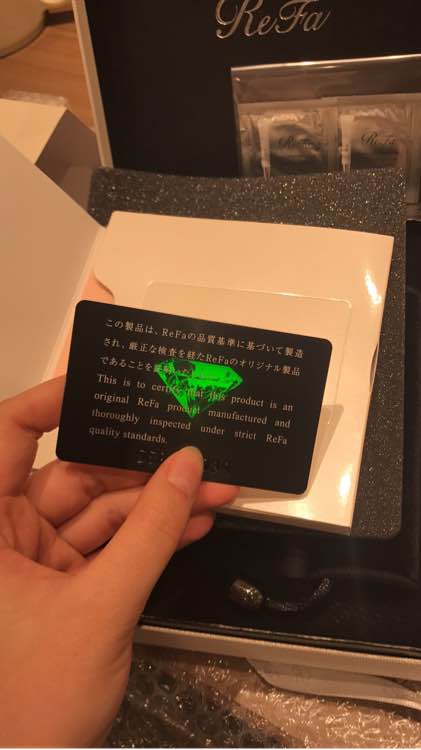 ReFa
ReFa
この製品は、ReFaの品質基準に基づいて製造
され、厳正な検査を経たReFaのオリジナル製品
であることを
This is to certify that this product is an
original ReFa product manufactured and
thoroughly inspected under strict ReFa
quality standards.